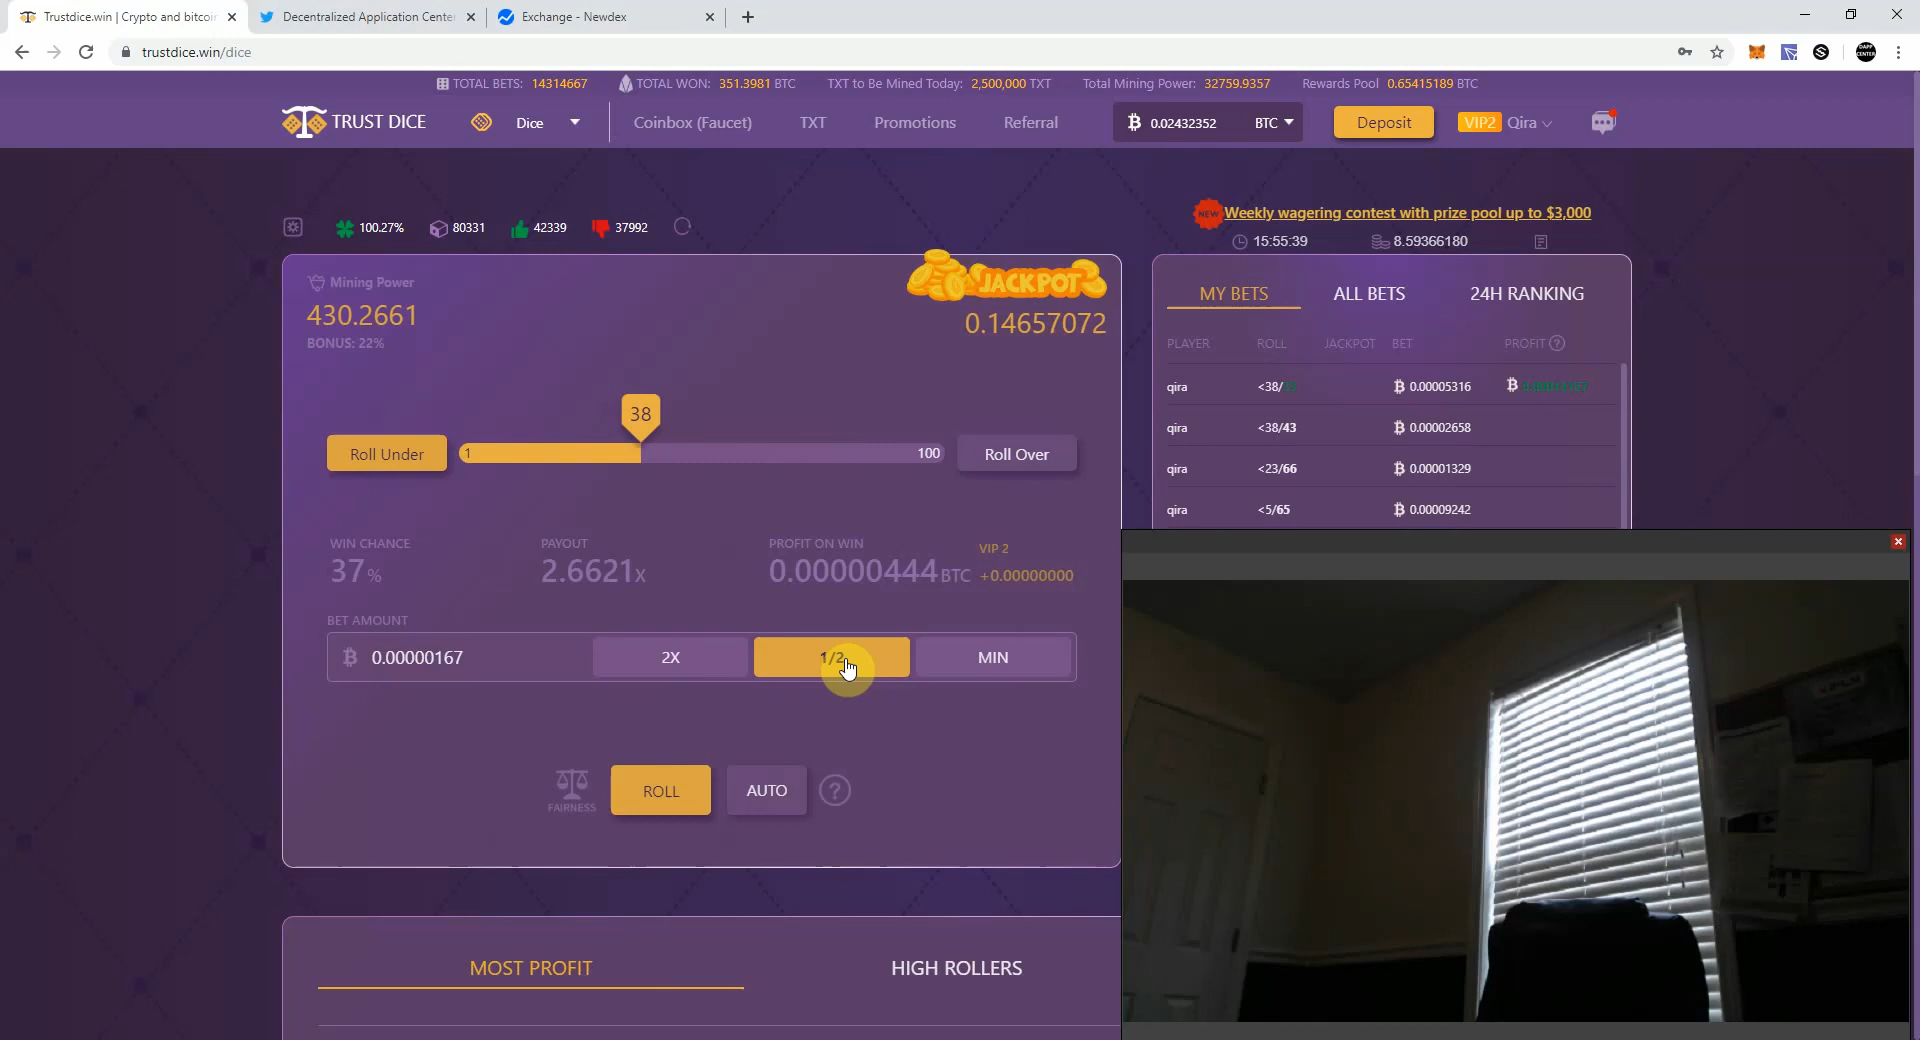 Trustdice.win | Crypto and bitcoin
Decentralized Application Center
Exchange - Newdex
trustdice.win/dice
TOTAL BETS: 14314667
TOTAL WON: 351.3981 BTC
TXT to Be Mined Today: 2,500,000 TXT
Total Mining Power: 32759.9357
Rewards Pool 0.65415189 BTC
TRUST DICE
Dice
Coinbox (Faucet)
TXT
Promotions
Referral
0.02432352 BTC
Deposit
VIP2 Qira
100.27%
80331
42339
37992
NEW
Weekly wagering contest with prize pool up to $3,000
15:55:39
8.59366180
Mining Power
430.2661
BONUS: 22%
JACKPOT
0.14657072
38
Roll Under
1
100
Roll Over
WIN CHANCE
37%
PAYOUT
2.6621X
PROFIT ON WIN
0.00000444 BTC
VIP 2
+0.00000000
BET AMOUNT
0.00000167
2X
1/2
MIN
FAIRNESS
ROLL
AUTO
?
MY BETS
ALL BETS
24H RANKING
PLAYER ROLL JACKPOT BET PROFIT ?
qira <38/ 0.00005316
qira <38/43 0.00002658
qira <23/66 0.00001329
qira <5/65 0.00009242
MOST PROFIT
HIGH ROLLERS